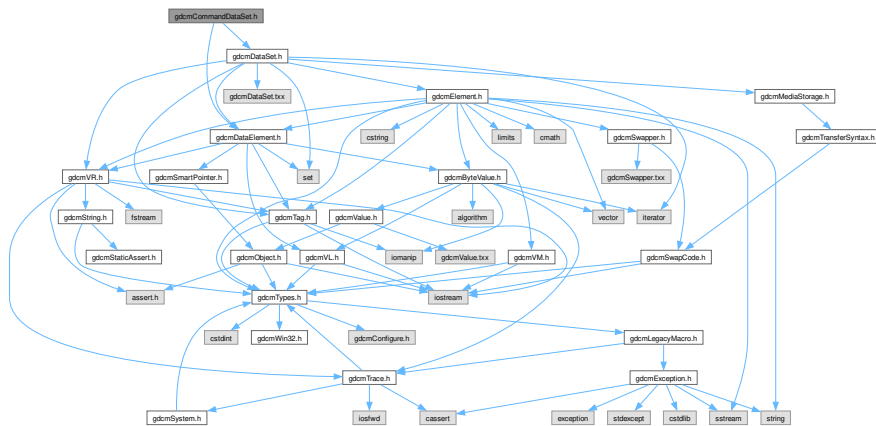 gdcmCommandDataSet.h
gdcmDataSet.h
gdcmDataSet.txx
gdcmElement.h
gdcmMediaStorage.h
gdcmDataElement.h
cstring
limits
cmath
gdcmSwapper.h
gdcmTransferSyntax.h
gdcmVR.h
gdcmSmartPointer.h
set
gdcmByteValue.h
gdcmSwapper.txx
gdcmString.h
fstream
gdcmTag.h
gdcmValue.h
algorithm
vector
iterator
gdcmStaticAssert.h
gdcmObject.h
gdcmVL.h
iomanip
gdcmValue.txx
gdcmVM.h
gdcmSwapCode.h
assert.h
gdcmTypes.h
iostream
cstdint
gdcmWin32.h
gdcmConfigure.h
gdcmLegacyMacro.h
gdcmTrace.h
gdcmException.h
gdcmSystem.h
iosfwd
cassert
exception
stdexcept
cstdlib
sstream
string